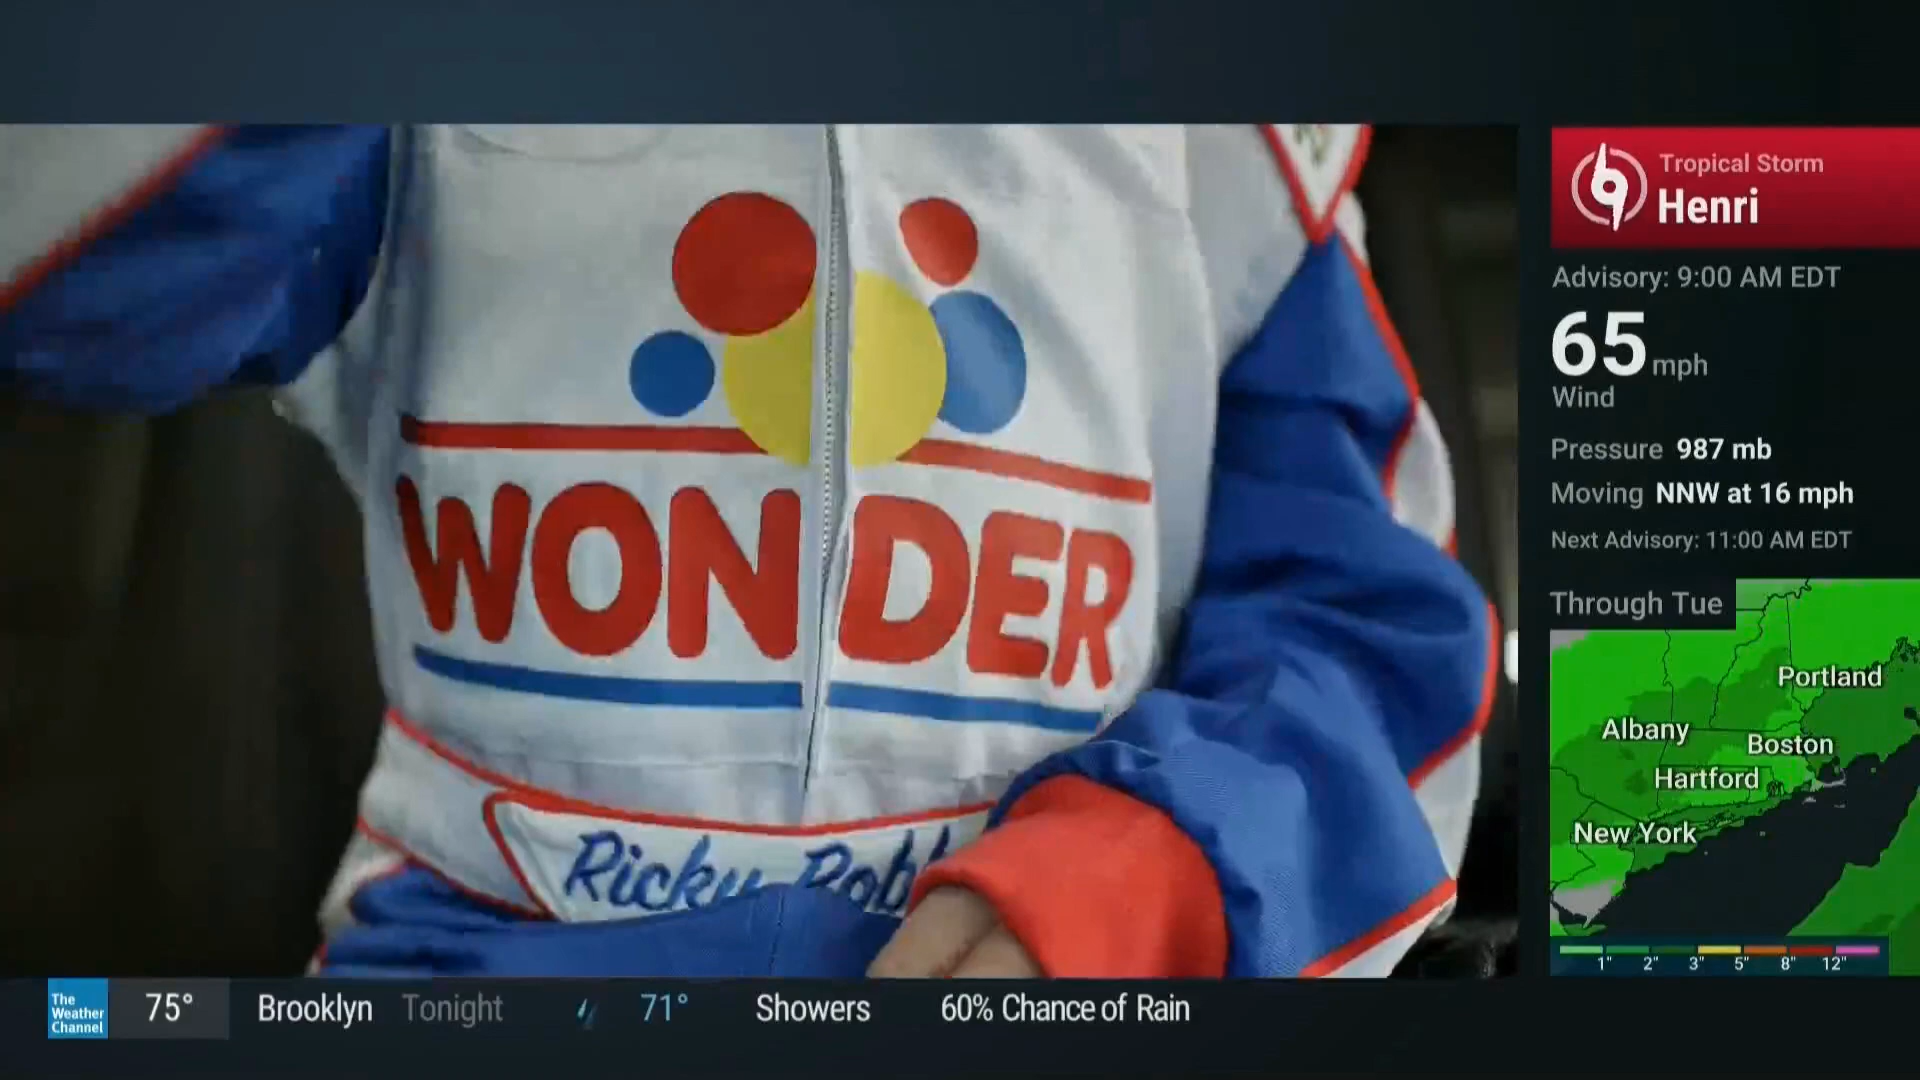 WONDER
Ricky
Tropical Storm
Henri
Advisory: 9:00 AM EDT
65 mph
Wind
Pressure 987 mb
Moving NNW at 16 mph
Next Advisory: 11:00 AM EDT
Through Tue
Portland
Albany
Boston
Hartford
New York
1" 2" 3" 5" 8" 12"
The
Weather
Channel
75° Brooklyn Tonight 71° Showers 60% Chance of Rain